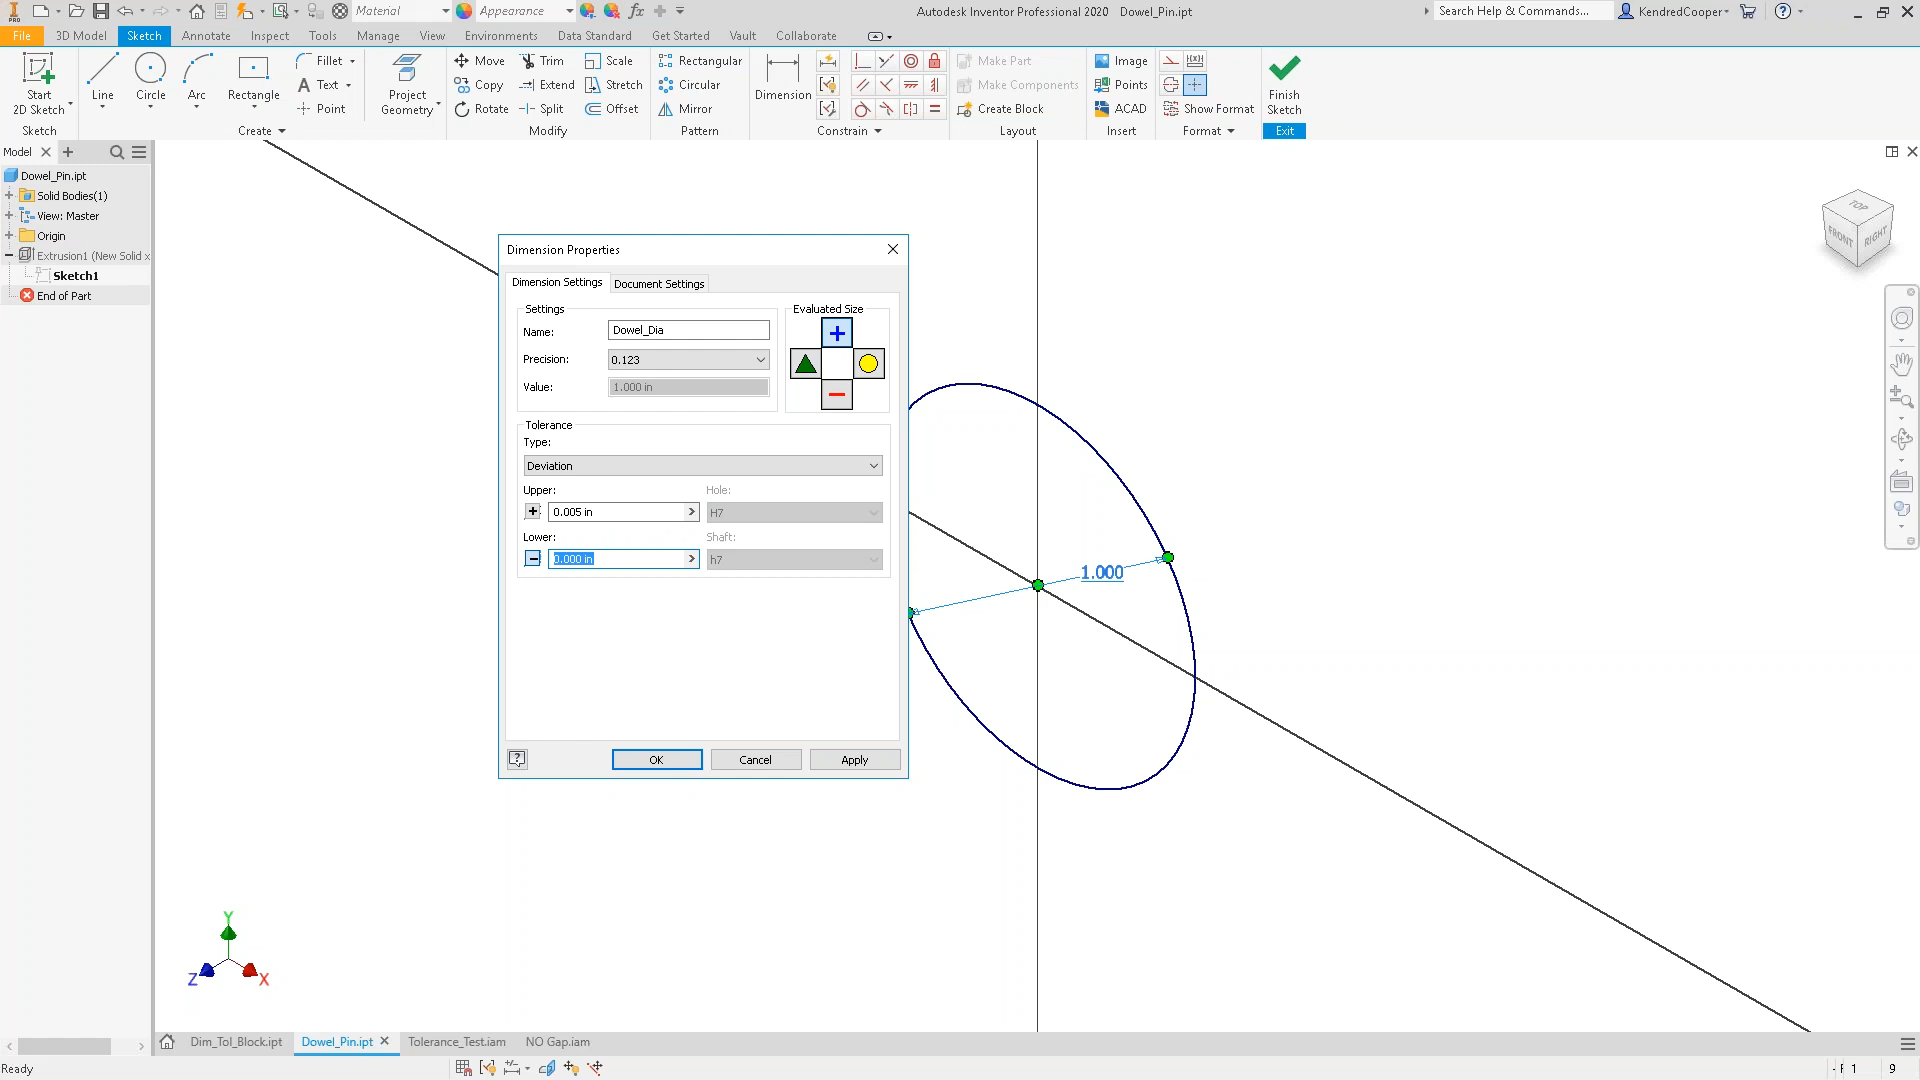 PRO
Material
Appearance
fx
Autodesk Inventor Professional 2020 Dowel_Pin.ipt
Search Help & Commands...
KendredCooper
File
3D Model
Sketch
Annotate
Inspect
Tools
Manage
View
Environments
Data Standard
Get Started
Vault
Collaborate
Start
2D Sketch
Line
Circle
Arc
Rectangle
Fillet
Text
Point
Project
Geometry
Move
Copy
Rotate
Trim
Extend
Split
Scale
Stretch
Offset
Rectangular
Circular
Mirror
Dimension
Make Part
Make Components
Create Block
Image
Points
ACAD
Show Format
Finish
Sketch
Sketch
Create
Modify
Pattern
Constrain
Layout
Insert
Format
Exit
Model
Dowel_Pin.ipt
Solid Bodies(1)
View: Master
Origin
Extrusion1 (New Solid x
Sketch1
End of Part
TOP
FRONT
RIGHT
Dimension Properties
Dimension Settings
Document Settings
Settings
Name:
Dowel_Dia
Precision:
0.123
Value:
1.000 in
Evaluated Size
Tolerance
Type:
Deviation
Upper:
0.005 in
Hole:
H7
Lower:
0.000 in
Shaft:
h7
OK
Cancel
Apply
1.000
Y
Z
X
Dim_Tol_Block.ipt
Dowel_Pin.ipt
Tolerance_Test.iam
NO Gap.iam
Ready
1
9